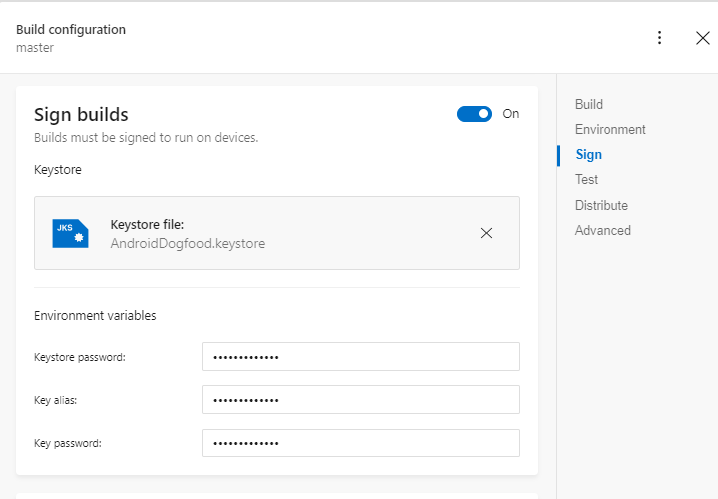 Build configuration
master
Sign builds
On
Builds must be signed to run on devices.
Keystore
JKS
Keystore file:
AndroidDogfood.keystore
Environment variables
Keystore password: •••••••••••••
Key alias: •••••••••••••
Key password: •••••••••••••
Build
Environment
Sign
Test
Distribute
Advanced